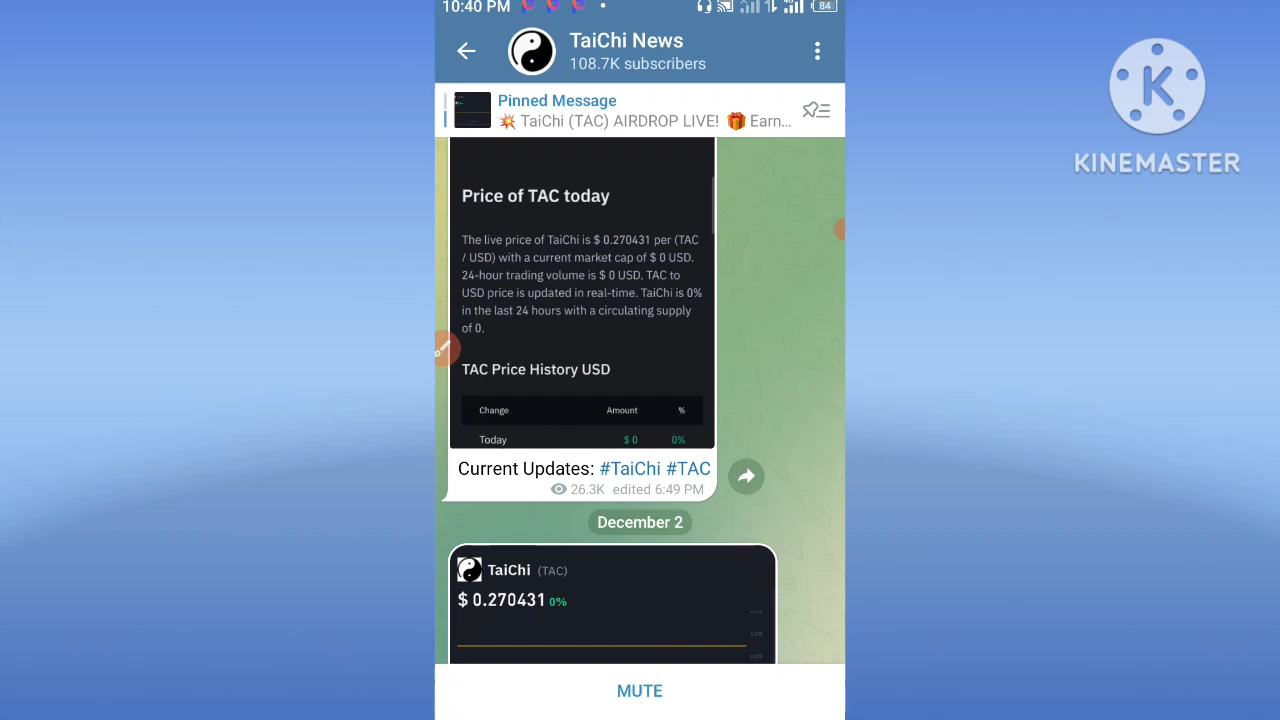 10:40 PM
84
TaiChi News
108.7K subscribers
Pinned Message
💥 TaiChi (TAC) AIRDROP LIVE! 🎁 Earn...
KINEMASTER
Price of TAC today
The live price of TaiChi is $ 0.270431 per (TAC
/ USD) with a current market cap of $ 0 USD.
24-hour trading volume is $ 0 USD. TAC to
USD price is updated in real-time. TaiChi is 0%
in the last 24 hours with a circulating supply
of 0.
TAC Price History USD
Change Amount %
Today $ 0 0%
Current Updates: #TaiChi #TAC
26.3K edited 6:49 PM
December 2
TaiChi (TAC)
$ 0.270431 0%
MUTE